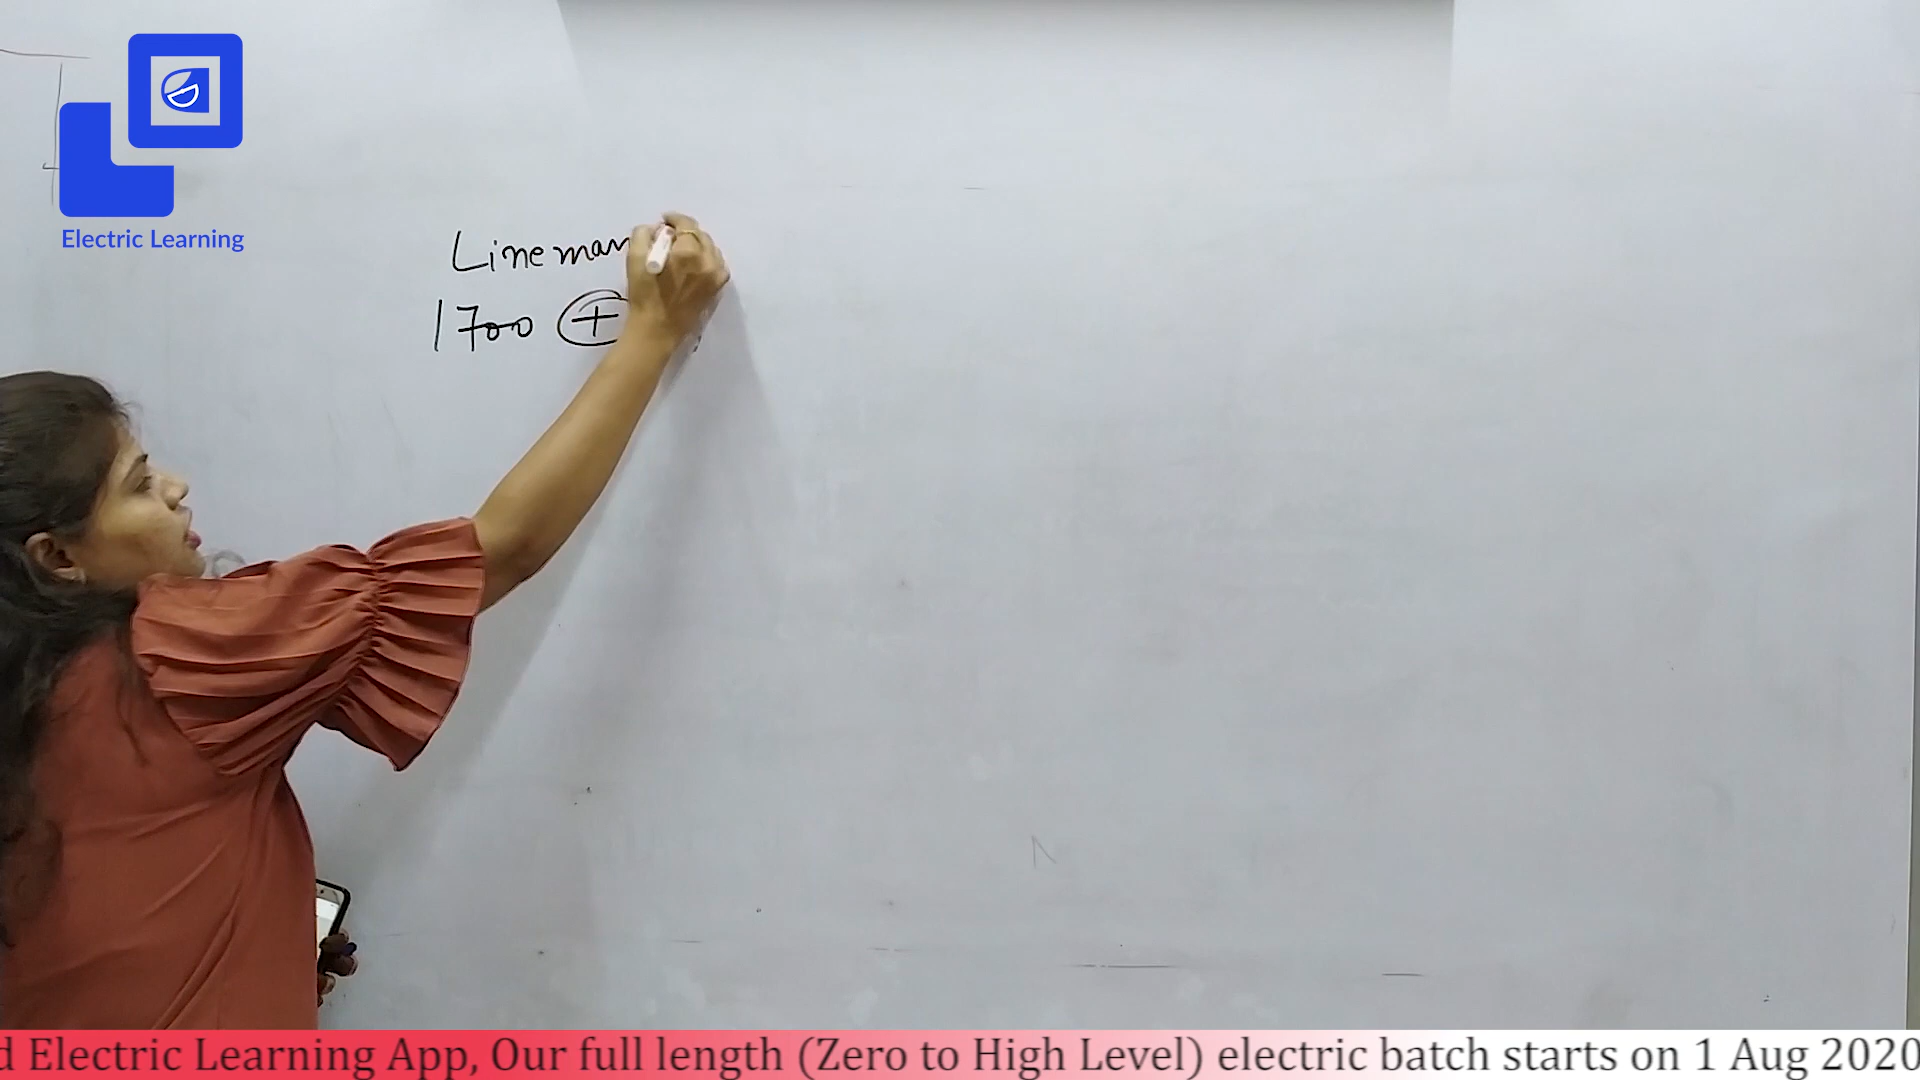 Electric Learning
Lineman
1700 +
d Electric Learning App, Our full length (Zero to High Level) electric batch starts on 1 Aug 2020